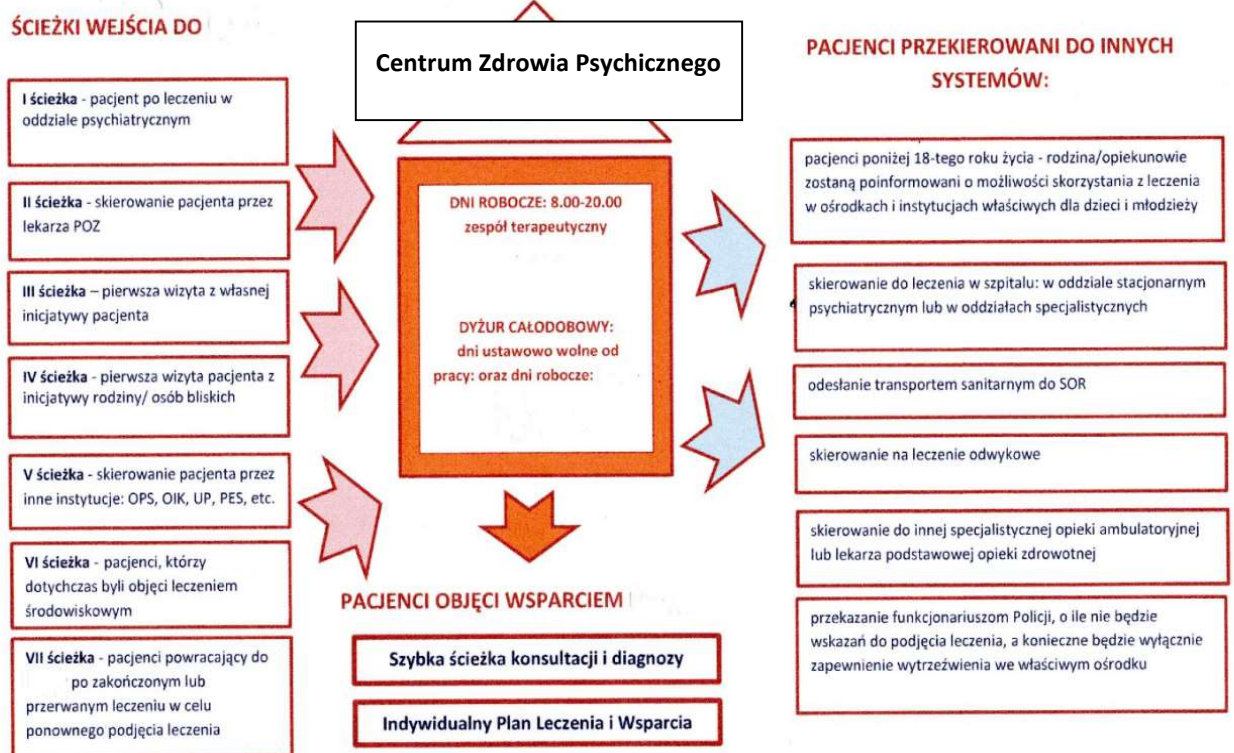 ŚCIEŻKI WEJŚCIA DO
I ścieżka - pacjent po leczeniu w
oddziale psychiatrycznym
II ścieżka - skierowanie pacjenta przez
lekarza POZ
III ścieżka – pierwsza wizyta z własnej
inicjatywy pacjenta
IV ścieżka - pierwsza wizyta pacjenta z
inicjatywy rodziny/ osób bliskich
V ścieżka - skierowanie pacjenta przez
inne instytucje: OPS, OIK, UP, PES, etc.
VI ścieżka - pacjenci, którzy
dotychczas byli objęci leczeniem
środowiskowym
VII ścieżka - pacjenci powracający do
po zakończonym lub
przerwanym leczeniu w celu
ponownego podjęcia leczenia
Centrum Zdrowia Psychicznego
DNI ROBOCZE: 8.00-20.00
zespół terapeutyczny
DYŻUR CAŁODOBOWY:
dni ustawowo wolne od
pracy: oraz dni robocze:
PACJENCI OBJĘCI WSPARCIEM
Szybka ścieżka konsultacji i diagnozy
Indywidualny Plan Leczenia i Wsparcia
PACJENCI PRZEKIEROWANI DO INNYCH
SYSTEMÓW:
pacjenci poniżej 18-tego roku życia - rodzina/opiekunowie
zostaną poinformowani o możliwości skorzystania z leczenia
w ośrodkach i instytucjach właściwych dla dzieci i młodzieży
skierowanie do leczenia w szpitalu: w oddziale stacjonarnym
psychiatrycznym lub w oddziałach specjalistycznych
odesłanie transportem sanitarnym do SOR
skierowanie na leczenie odwykowe
skierowanie do innej specjalistycznej opieki ambulatoryjnej
lub lekarza podstawowej opieki zdrowotnej
przekazanie funkcjonariuszom Policji, o ile nie będzie
wskazań do podjęcia leczenia, a konieczne będzie wyłącznie
zapewnienie wytrzeźwienia we właściwym ośrodku